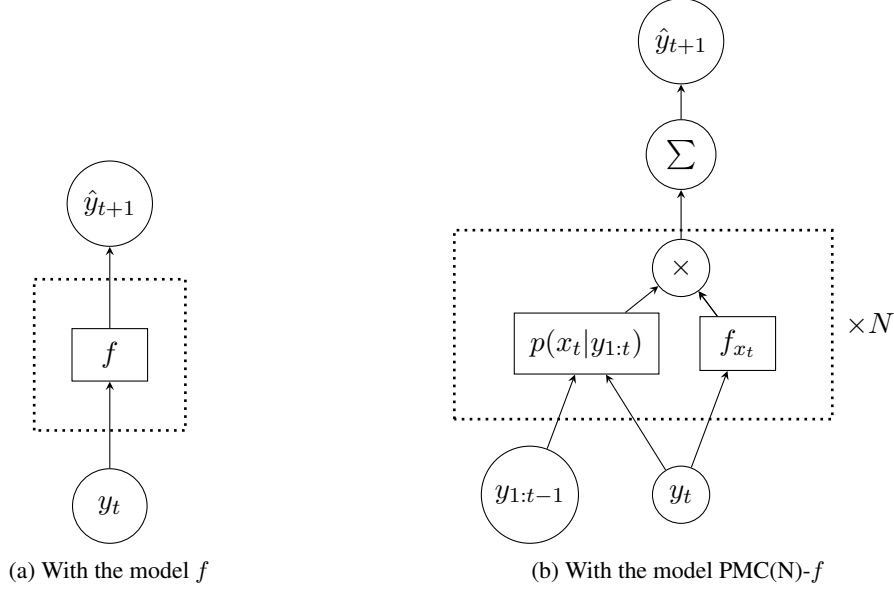 ŷ_{t+1}
∑
×
p(x_t|y_{1:t})
f_{x_t}
×N
y_{1:t−1}
y_t
(b) With the model PMC(N)-f
ŷ_{t+1}
f
y_t
(a) With the model f